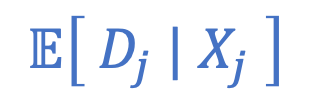 𝔼[ D_j | X_j ]